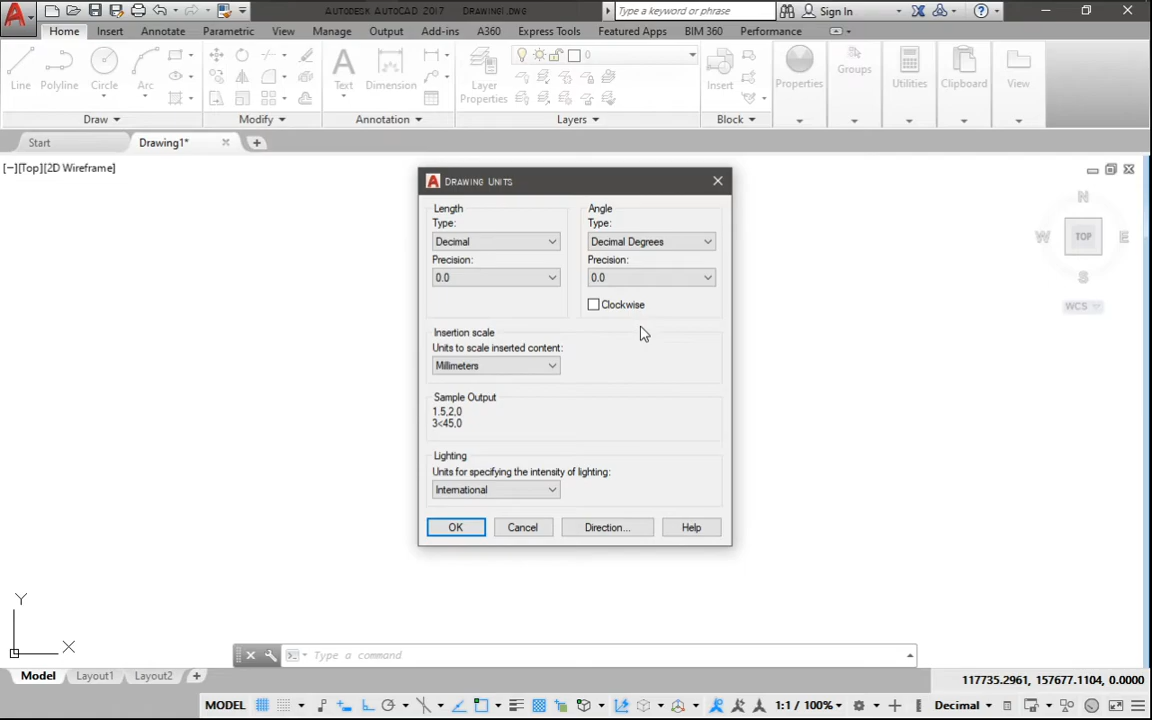 AUTODESK AUTOCAD 2017 DRAWING1.DWG
Type a keyword or phrase
Sign In
Home Insert Annotate Parametric View Manage Output Add-ins A360 Express Tools Featured Apps BIM 360 Performance
0
Line Polyline Circle Arc
Text Dimension
Layer
Properties
Insert Properties Groups Utilities Clipboard View
Draw Modify Annotation Layers Block
Start Drawing1*
[−][Top][2D Wireframe]
DRAWING UNITS
Length
Type:
Decimal
Precision:
0.0
Angle
Type:
Decimal Degrees
Precision:
0.0
Clockwise
Insertion scale
Units to scale inserted content:
Millimeters
Sample Output
1.5,2,0
3<45,0
Lighting
Units for specifying the intensity of lighting:
International
OK Cancel Direction... Help
N
W TOP E
S
WCS
Y
X
Type a command
Model Layout1 Layout2
117735.2961, 157677.1104, 0.0000
MODEL 1:1 / 100% Decimal